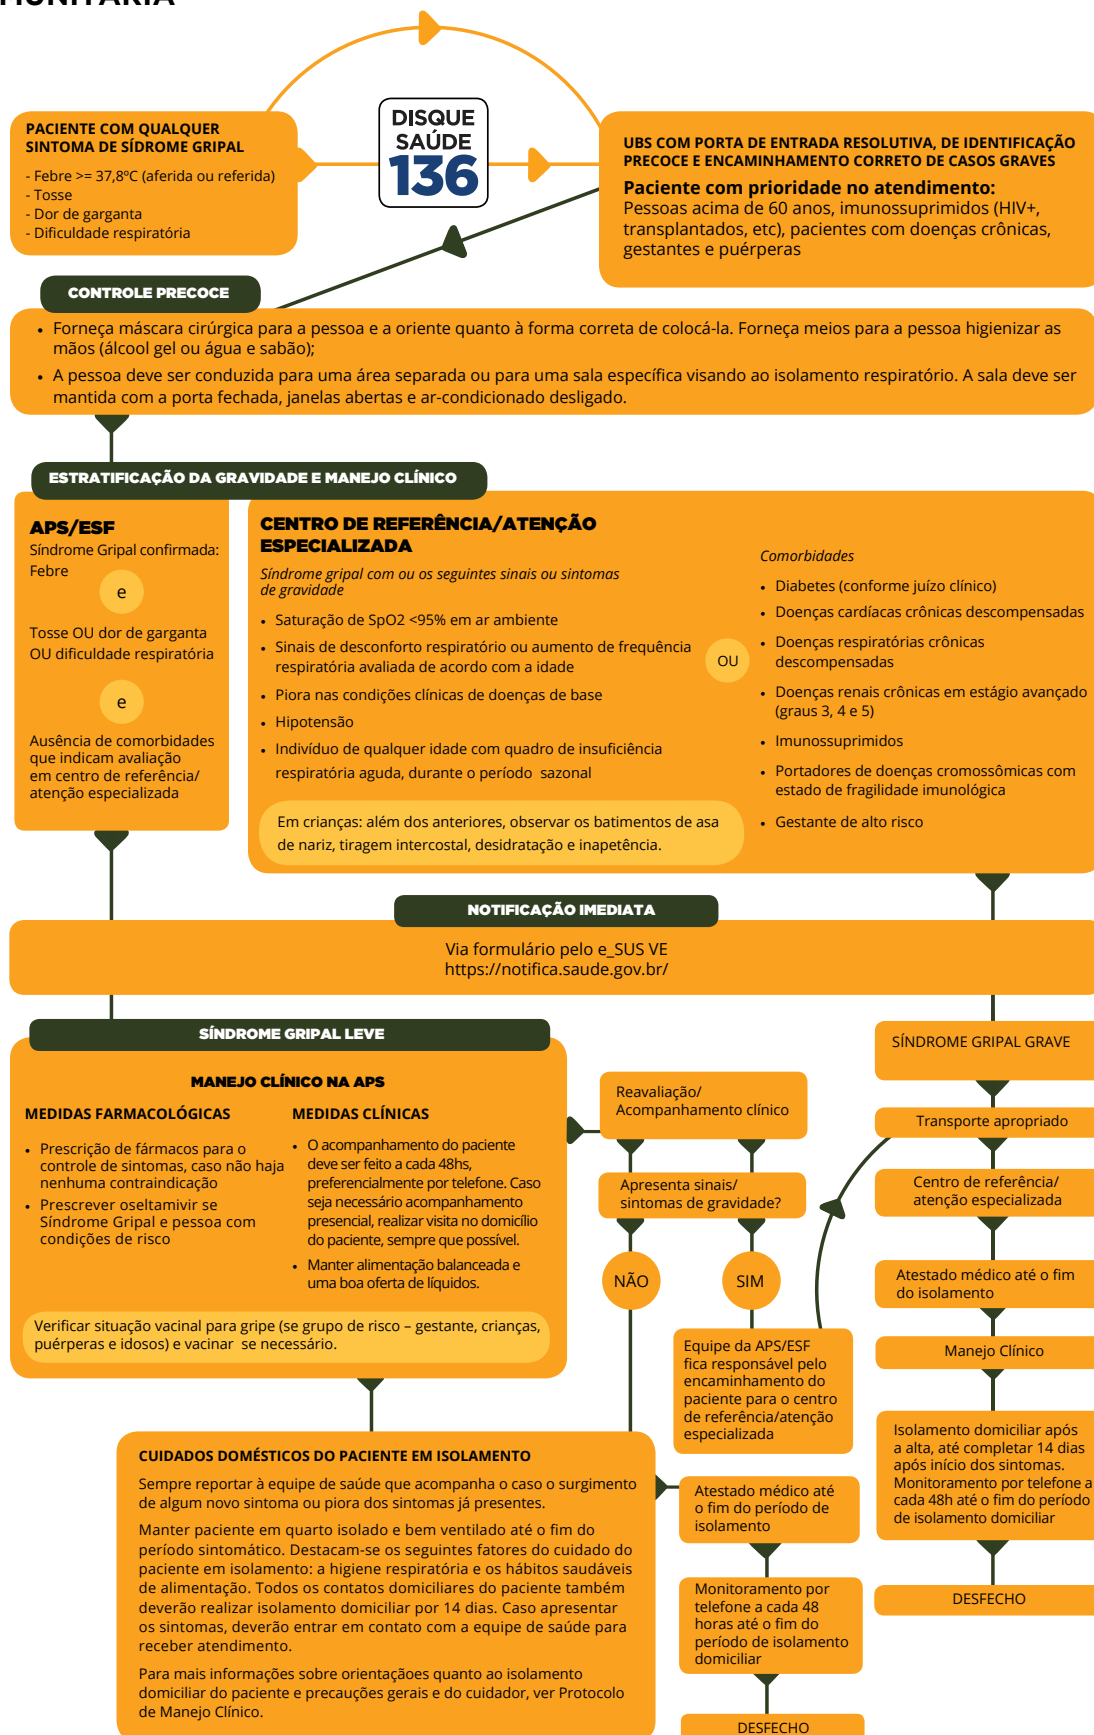 PACIENTE COM QUALQUER
SINTOMA DE SÍDROME GRIPAL
- Febre >= 37,8ºC (aferida ou referida)
- Tosse
- Dor de garganta
- Dificuldade respiratória
DISQUE
SAÚDE
136
UBS COM PORTA DE ENTRADA RESOLUTIVA, DE IDENTIFICAÇÃO
PRECOCE E ENCAMINHAMENTO CORRETO DE CASOS GRAVES
Paciente com prioridade no atendimento:
Pessoas acima de 60 anos, imunossuprimidos (HIV+,
transplantados, etc), pacientes com doenças crônicas,
gestantes e puérperas
CONTROLE PRECOCE
• Forneça máscara cirúrgica para a pessoa e a oriente quanto à forma correta de colocá-la. Forneça meios para a pessoa higienizar as
mãos (álcool gel ou água e sabão);
• A pessoa deve ser conduzida para uma área separada ou para uma sala específica visando ao isolamento respiratório. A sala deve ser
mantida com a porta fechada, janelas abertas e ar-condicionado desligado.
ESTRATIFICAÇÃO DA GRAVIDADE E MANEJO CLÍNICO
APS/ESF
Síndrome Gripal confirmada:
Febre
e
Tosse OU dor de garganta
OU dificuldade respiratória
e
Ausência de comorbidades
que indicam avaliação
em centro de referência/
atenção especializada
CENTRO DE REFERÊNCIA/ATENÇÃO
ESPECIALIZADA
Síndrome gripal com ou os seguintes sinais ou sintomas
de gravidade
• Saturação de SpO2 <95% em ar ambiente
• Sinais de desconforto respiratório ou aumento de frequência
respiratória avaliada de acordo com a idade
• Piora nas condições clínicas de doenças de base
• Hipotensão
• Indivíduo de qualquer idade com quadro de insuficiência
respiratória aguda, durante o período sazonal
Em crianças: além dos anteriores, observar os batimentos de asa
de nariz, tiragem intercostal, desidratação e inapetência.
OU
Comorbidades
• Diabetes (conforme juízo clínico)
• Doenças cardíacas crônicas descompensadas
• Doenças respiratórias crônicas
descompensadas
• Doenças renais crônicas em estágio avançado
(graus 3, 4 e 5)
• Imunossuprimidos
• Portadores de doenças cromossômicas com
estado de fragilidade imunológica
• Gestante de alto risco
NOTIFICAÇÃO IMEDIATA
Via formulário pelo e_SUS VE
https://notifica.saude.gov.br/
SÍNDROME GRIPAL LEVE
MANEJO CLÍNICO NA APS
MEDIDAS FARMACOLÓGICAS
• Prescrição de fármacos para o
controle de sintomas, caso não haja
nenhuma contraindicação
• Prescrever oseltamivir se
Síndrome Gripal e pessoa com
condições de risco
MEDIDAS CLÍNICAS
• O acompanhamento do paciente
deve ser feito a cada 48hs,
preferencialmente por telefone. Caso
seja necessário acompanhamento
presencial, realizar visita no domicílio
do paciente, sempre que possível.
• Manter alimentação balanceada e
uma boa oferta de líquidos.
Verificar situação vacinal para gripe (se grupo de risco – gestante, crianças,
puérperas e idosos) e vacinar se necessário.
Reavaliação/
Acompanhamento clínico
Apresenta sinais/
sintomas de gravidade?
NÃO
SIM
Equipe da APS/ESF
fica responsável pelo
encaminhamento do
paciente para o centro
de referência/atenção
especializada
SÍNDROME GRIPAL GRAVE
Transporte apropriado
Centro de referência/
atenção especializada
Atestado médico até o fim
do isolamento
Manejo Clínico
Isolamento domiciliar após
a alta, até completar 14 dias
após início dos sintomas.
Monitoramento por telefone a
cada 48h até o fim do período
de isolamento domiciliar
DESFECHO
CUIDADOS DOMÉSTICOS DO PACIENTE EM ISOLAMENTO
Sempre reportar à equipe de saúde que acompanha o caso o surgimento
de algum novo sintoma ou piora dos sintomas já presentes.
Manter paciente em quarto isolado e bem ventilado até o fim do
período sintomático. Destacam-se os seguintes fatores do cuidado do
paciente em isolamento: a higiene respiratória e os hábitos saudáveis
de alimentação. Todos os contatos domiciliares do paciente também
deverão realizar isolamento domiciliar por 14 dias. Caso apresentar
os sintomas, deverão entrar em contato com a equipe de saúde para
receber atendimento.
Para mais informações sobre orientaçãoes quanto ao isolamento
domiciliar do paciente e precauções gerais e do cuidador, ver Protocolo
de Manejo Clínico.
Atestado médico até
o fim do período de
isolamento
Monitoramento por
telefone a cada 48
horas até o fim do
período de isolamento
domiciliar
DESFECHO